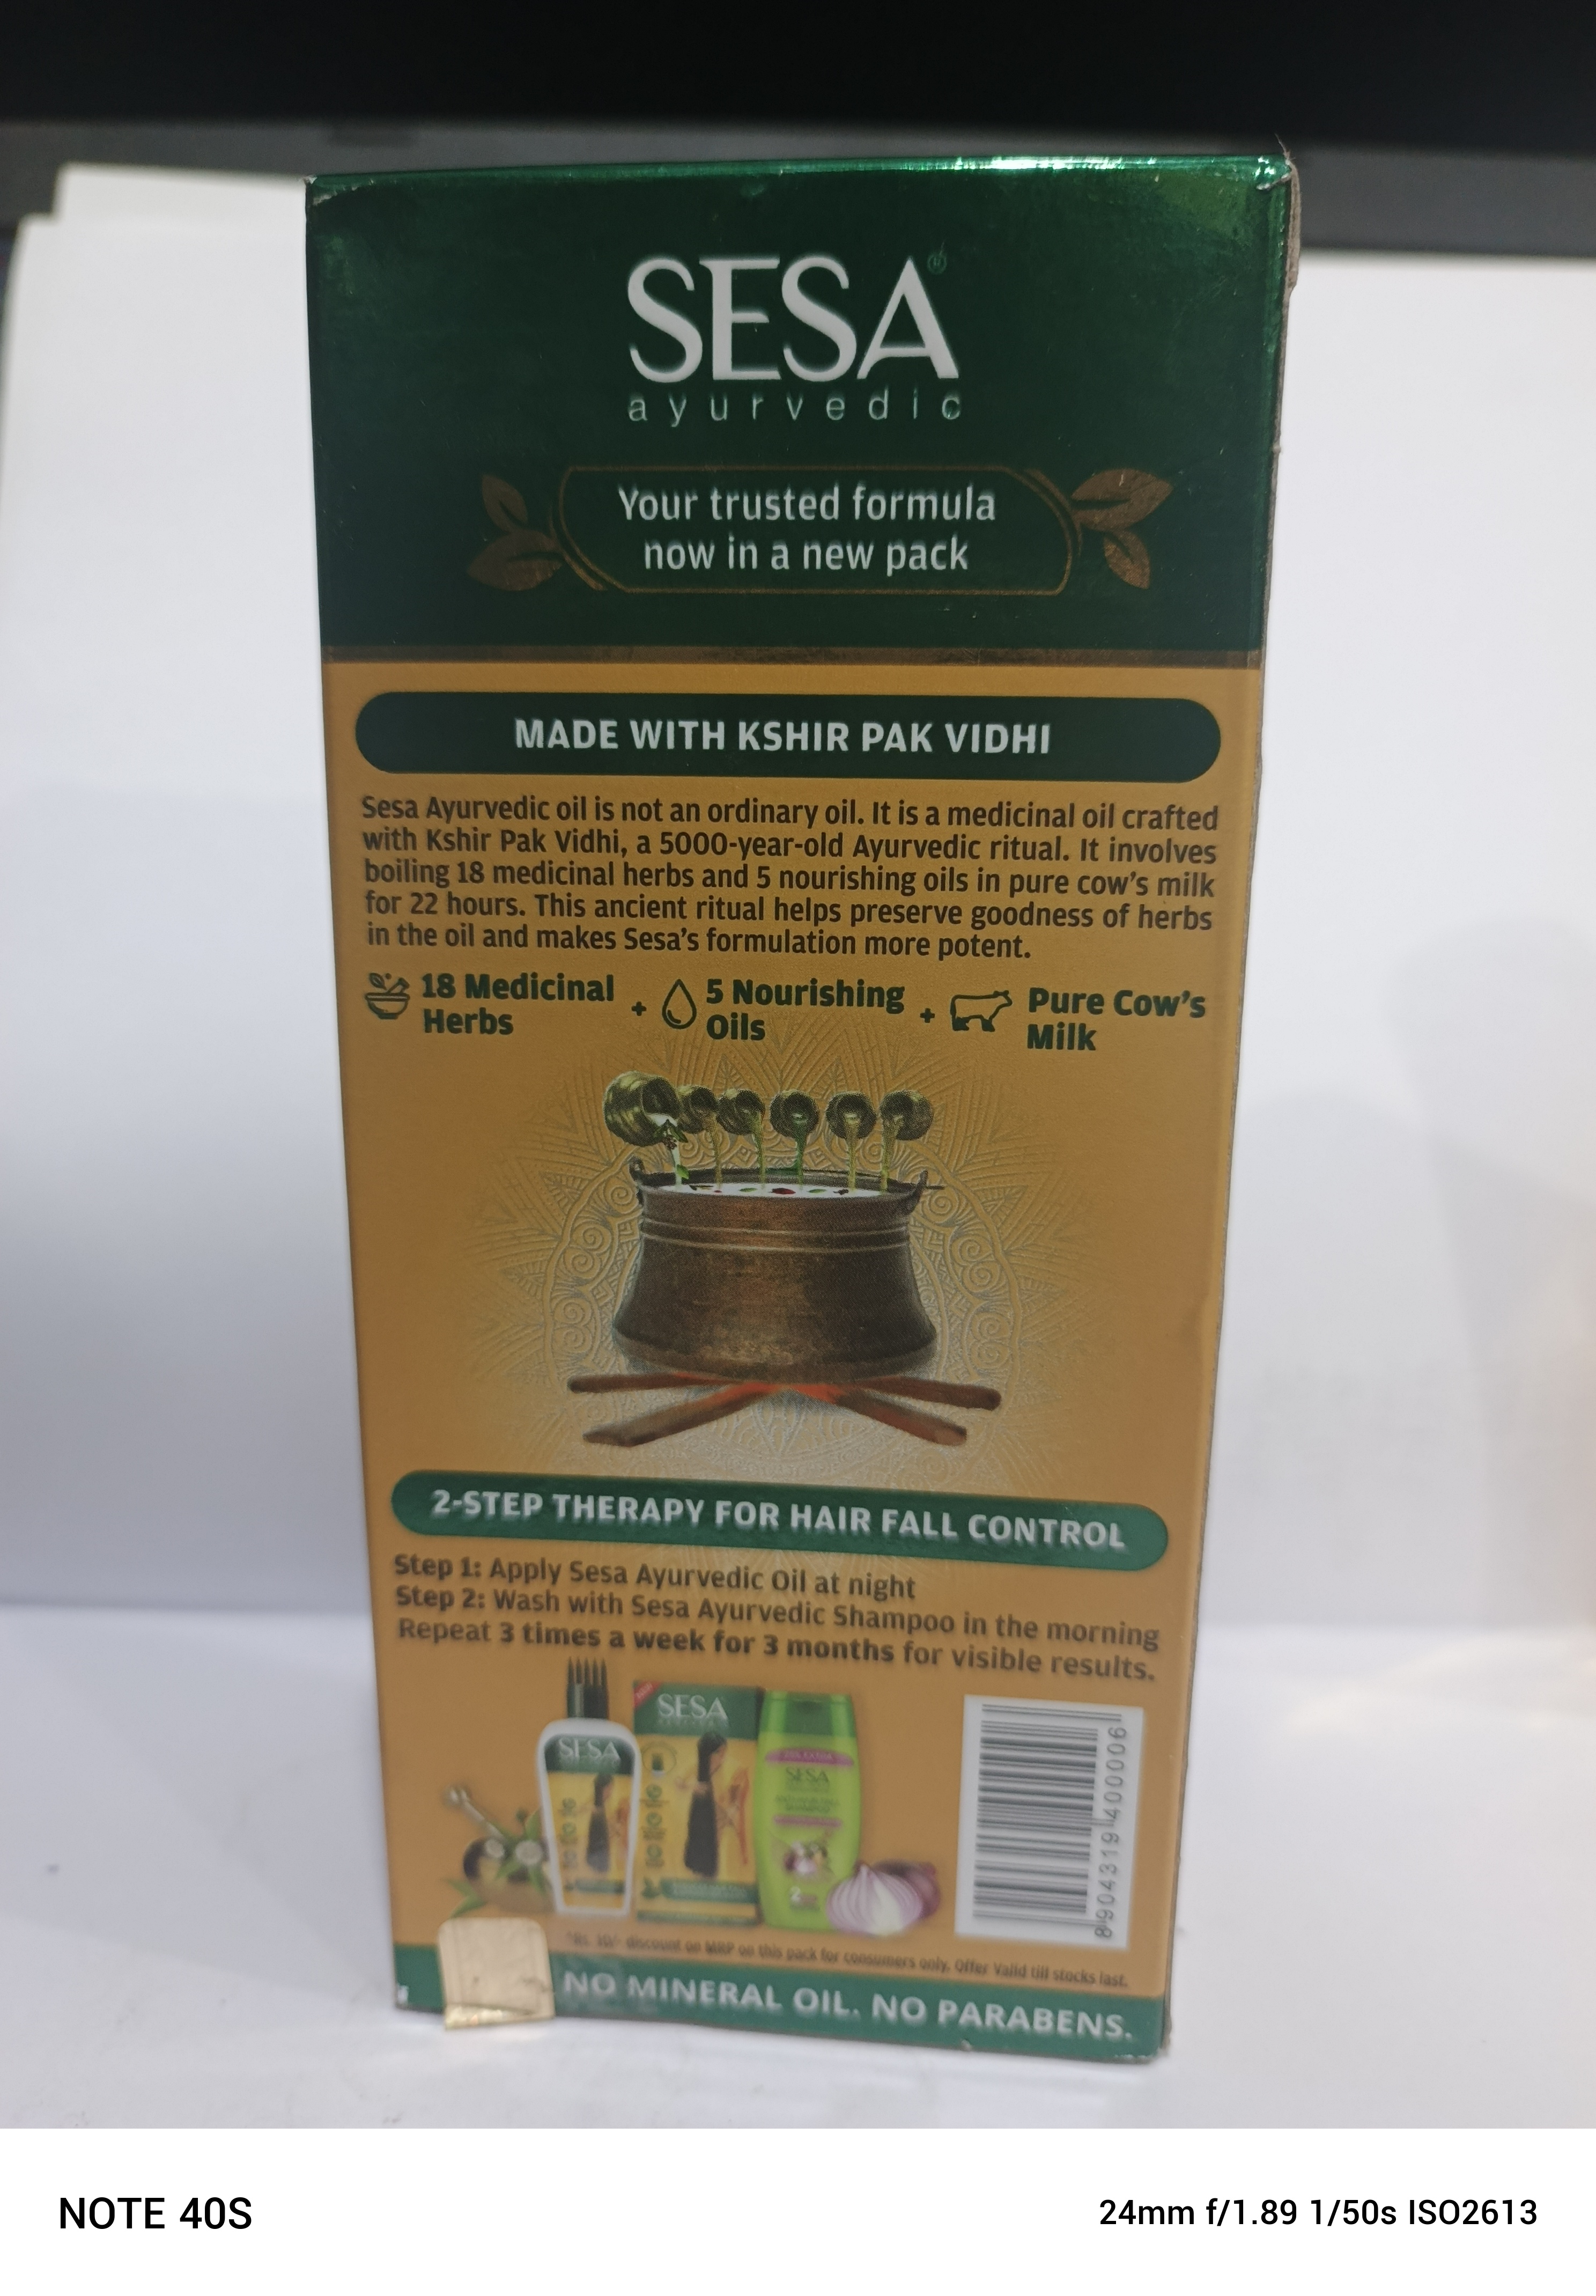 SESA®
ayurvedic
Your trusted formula
now in a new pack
MADE WITH KSHIR PAK VIDHI
Sesa Ayurvedic oil is not an ordinary oil. It is a medicinal oil crafted
with Kshir Pak Vidhi, a 5000-year-old Ayurvedic ritual. It involves
boiling 18 medicinal herbs and 5 nourishing oils in pure cow's milk
for 22 hours. This ancient ritual helps preserve goodness of herbs
in the oil and makes Sesa's formulation more potent.
18 Medicinal
Herbs
+
5 Nourishing
Oils
+
Pure Cow's
Milk
2-STEP THERAPY FOR HAIR FALL CONTROL
Step 1: Apply Sesa Ayurvedic Oil at night
Step 2: Wash with Sesa Ayurvedic Shampoo in the morning
Repeat 3 times a week for 3 months for visible results.
SESA
SESA
SESA
8904319400006
discount on MRP on this pack for consumers only. Offer Valid till stocks last.
NO MINERAL OIL. NO PARABENS.
NOTE 40S
24mm f/1.89 1/50s ISO2613